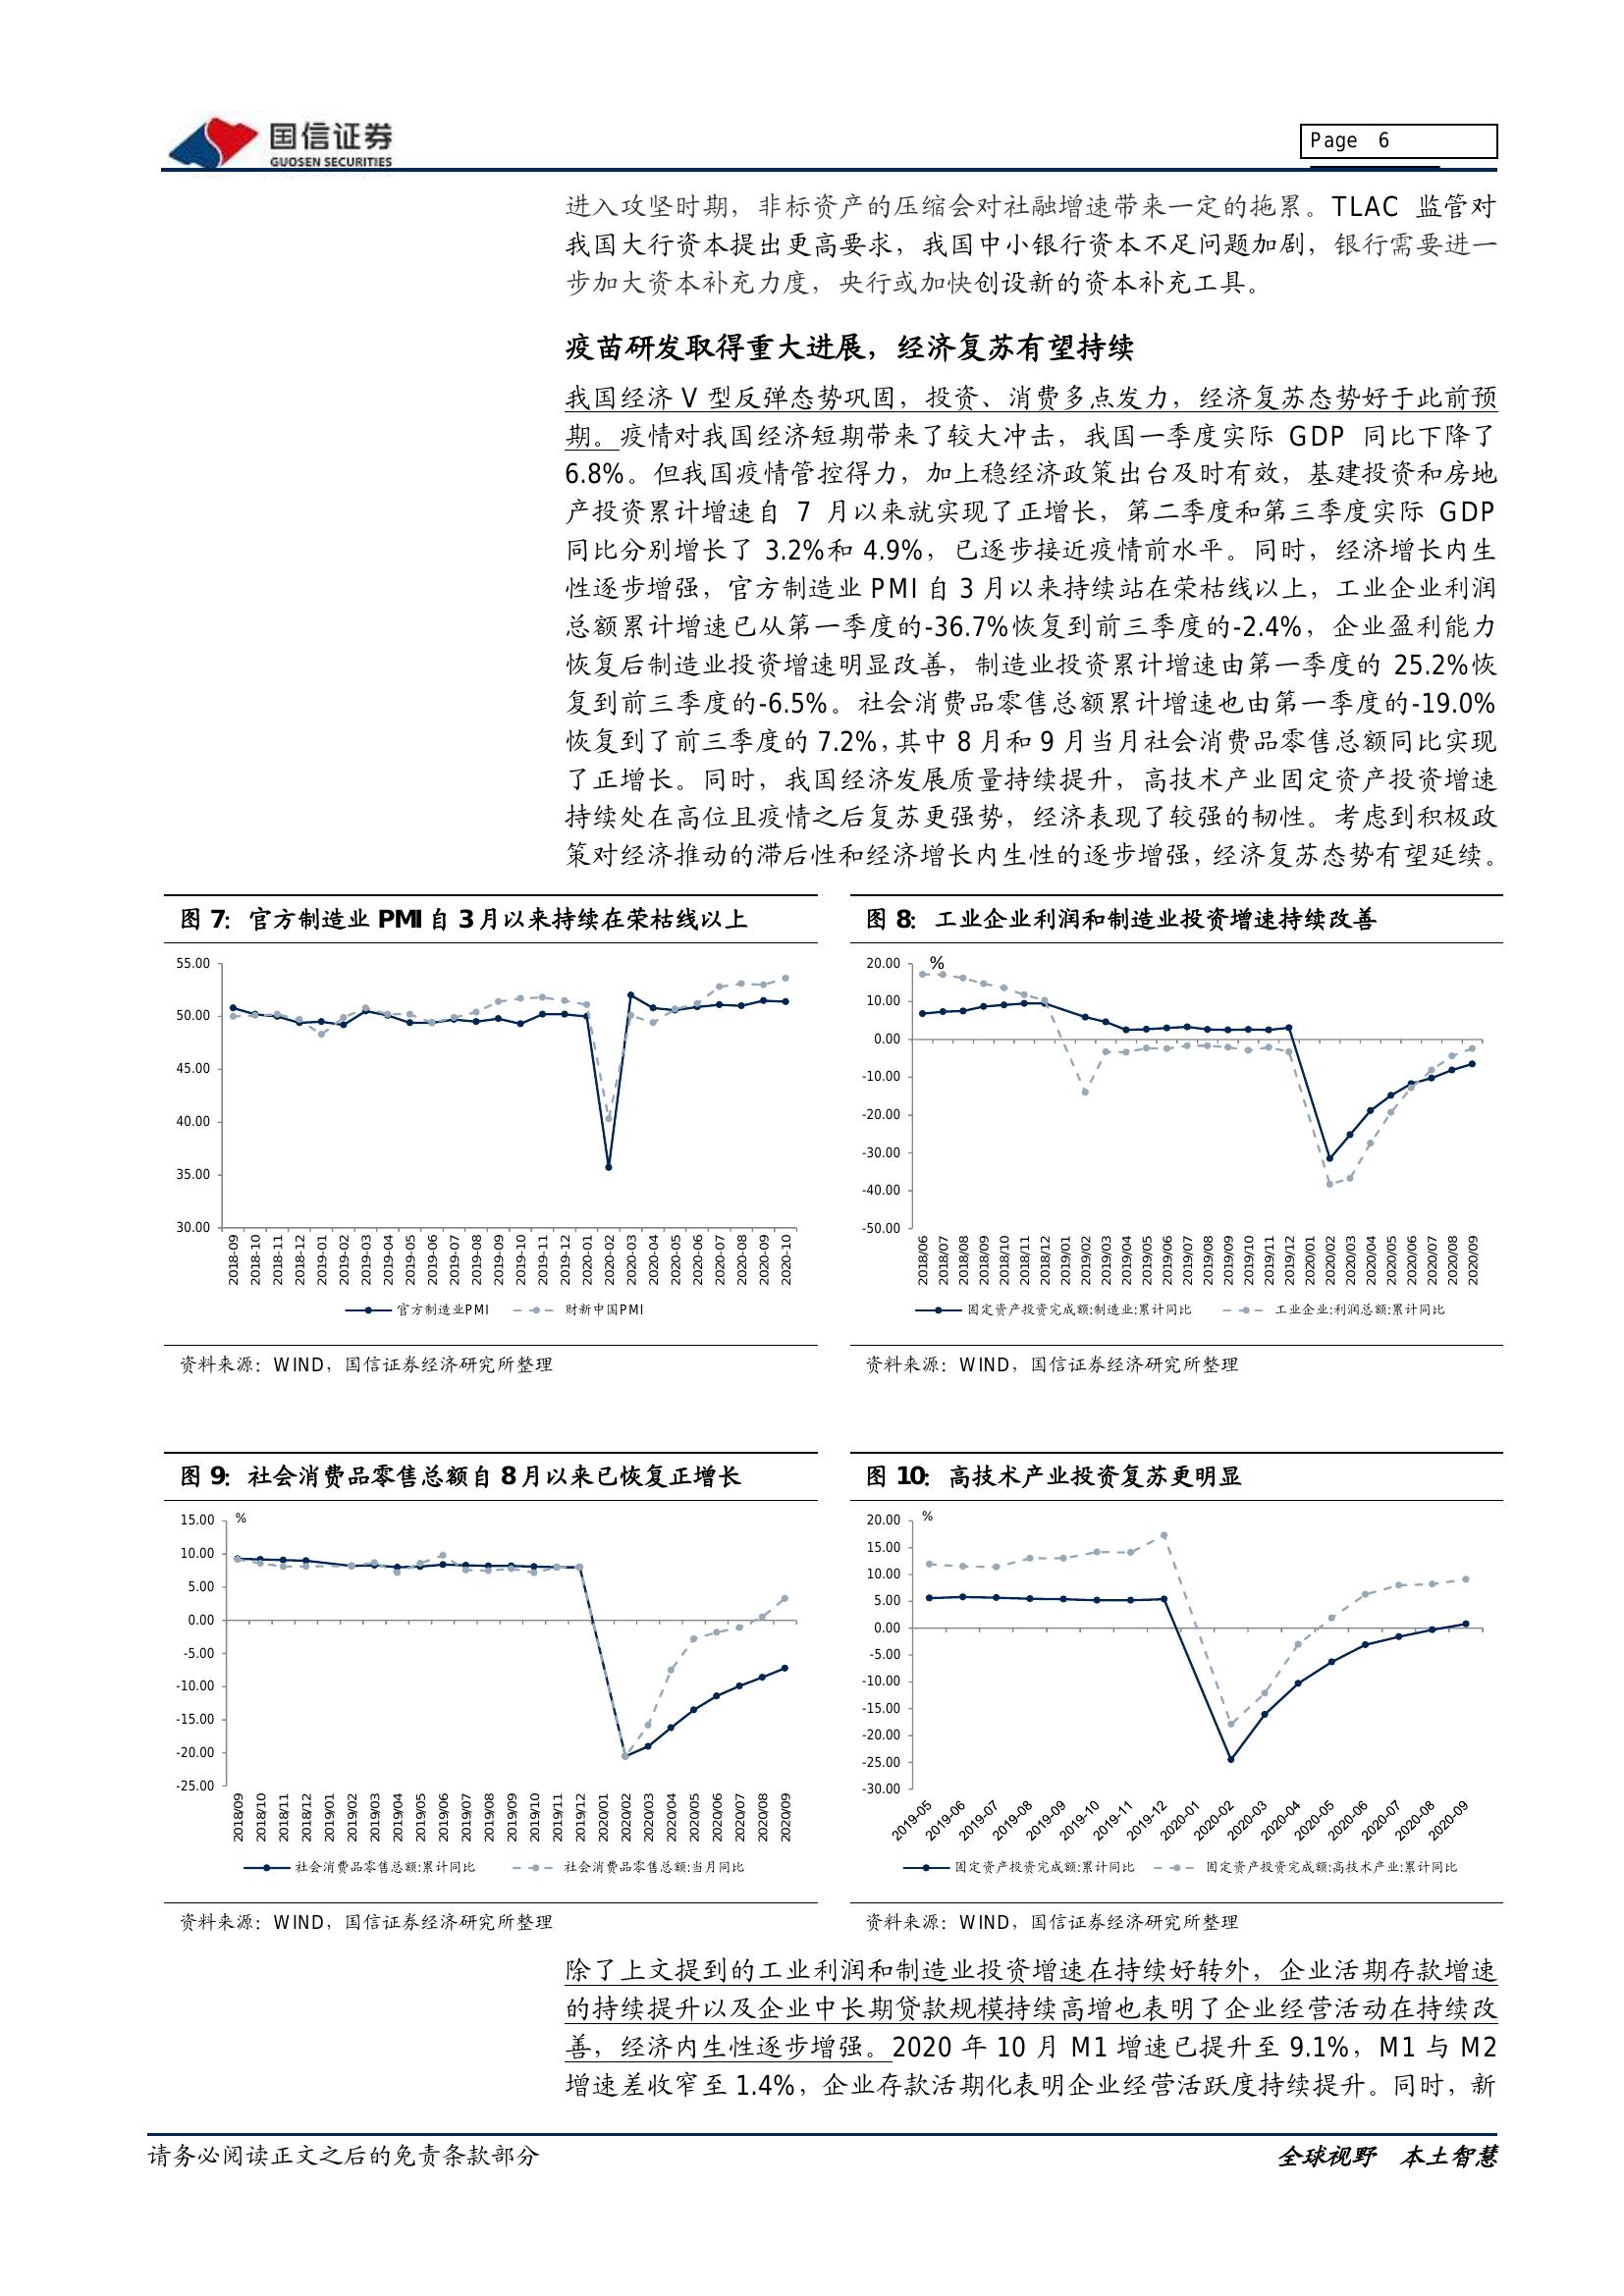 国信证券
GUOSEN SECURITIES
Page 6
进入攻坚时期，非标资产的压缩会对社融增速带来一定的拖累。TLAC 监管对
我国大行资本提出更高要求，我国中小银行资本不足问题加剧，银行需要进一
步加大资本补充力度，央行或加快创设新的资本补充工具。
疫苗研发取得重大进展，经济复苏有望持续
我国经济 V 型反弹态势巩固，投资、消费多点发力，经济复苏态势好于此前预
期。疫情对我国经济短期带来了较大冲击，我国一季度实际 GDP 同比下降了
6.8%。但我国疫情管控得力，加上稳经济政策出台及时有效，基建投资和房地
产投资累计增速自 7 月以来就实现了正增长，第二季度和第三季度实际 GDP
同比分别增长了 3.2%和 4.9%，已逐步接近疫情前水平。同时，经济增长内生
性逐步增强，官方制造业 PMI 自 3 月以来持续站在荣枯线以上，工业企业利润
总额累计增速已从第一季度的-36.7%恢复到前三季度的-2.4%，企业盈利能力
恢复后制造业投资增速明显改善，制造业投资累计增速由第一季度的 25.2%恢
复到前三季度的-6.5%。社会消费品零售总额累计增速也由第一季度的-19.0%
恢复到了前三季度的 7.2%，其中 8 月和 9 月当月社会消费品零售总额同比实现
了正增长。同时，我国经济发展质量持续提升，高技术产业固定资产投资增速
持续处在高位且疫情之后复苏更强势，经济表现了较强的韧性。考虑到积极政
策对经济推动的滞后性和经济增长内生性的逐步增强，经济复苏态势有望延续。
图 7：官方制造业 PMI 自 3 月以来持续在荣枯线以上
55.00
50.00
45.00
40.00
35.00
30.00
2018-09 2018-10 2018-11 2018-12 2019-01 2019-02 2019-03 2019-04 2019-05 2019-06 2019-07 2019-08 2019-09 2019-10 2019-11 2019-12 2020-01 2020-02 2020-03 2020-04 2020-05 2020-06 2020-07 2020-08 2020-09 2020-10
官方制造业PMI 财新中国PMI
资料来源：WIND，国信证券经济研究所整理
图 8：工业企业利润和制造业投资增速持续改善
%
20.00
10.00
0.00
-10.00
-20.00
-30.00
-40.00
-50.00
2018/06 2018/07 2018/08 2018/09 2018/10 2018/11 2018/12 2019/01 2019/02 2019/03 2019/04 2019/05 2019/06 2019/07 2019/08 2019/09 2019/10 2019/11 2019/12 2020/01 2020/02 2020/03 2020/04 2020/05 2020/06 2020/07 2020/08 2020/09
固定资产投资完成额:制造业:累计同比 工业企业:利润总额:累计同比
资料来源：WIND，国信证券经济研究所整理
图 9：社会消费品零售总额自 8 月以来已恢复正增长
%
15.00
10.00
5.00
0.00
-5.00
-10.00
-15.00
-20.00
-25.00
2018/09 2018/10 2018/11 2018/12 2019/01 2019/02 2019/03 2019/04 2019/05 2019/06 2019/07 2019/08 2019/09 2019/10 2019/11 2019/12 2020/01 2020/02 2020/03 2020/04 2020/05 2020/06 2020/07 2020/08 2020/09
社会消费品零售总额:累计同比 社会消费品零售总额:当月同比
资料来源：WIND，国信证券经济研究所整理
图 10：高技术产业投资复苏更明显
%
20.00
15.00
10.00
5.00
0.00
-5.00
-10.00
-15.00
-20.00
-25.00
-30.00
2019-05 2019-06 2019-07 2019-08 2019-09 2019-10 2019-11 2019-12 2020-01 2020-02 2020-03 2020-04 2020-05 2020-06 2020-07 2020-08 2020-09
固定资产投资完成额:累计同比 固定资产投资完成额:高技术产业:累计同比
资料来源：WIND，国信证券经济研究所整理
除了上文提到的工业利润和制造业投资增速在持续好转外，企业活期存款增速
的持续提升以及企业中长期贷款规模持续高增也表明了企业经营活动在持续改
善，经济内生性逐步增强。2020 年 10 月 M1 增速已提升至 9.1%，M1 与 M2
增速差收窄至 1.4%，企业存款活期化表明企业经营活跃度持续提升。同时，新
请务必阅读正文之后的免责条款部分
全球视野 本土智慧